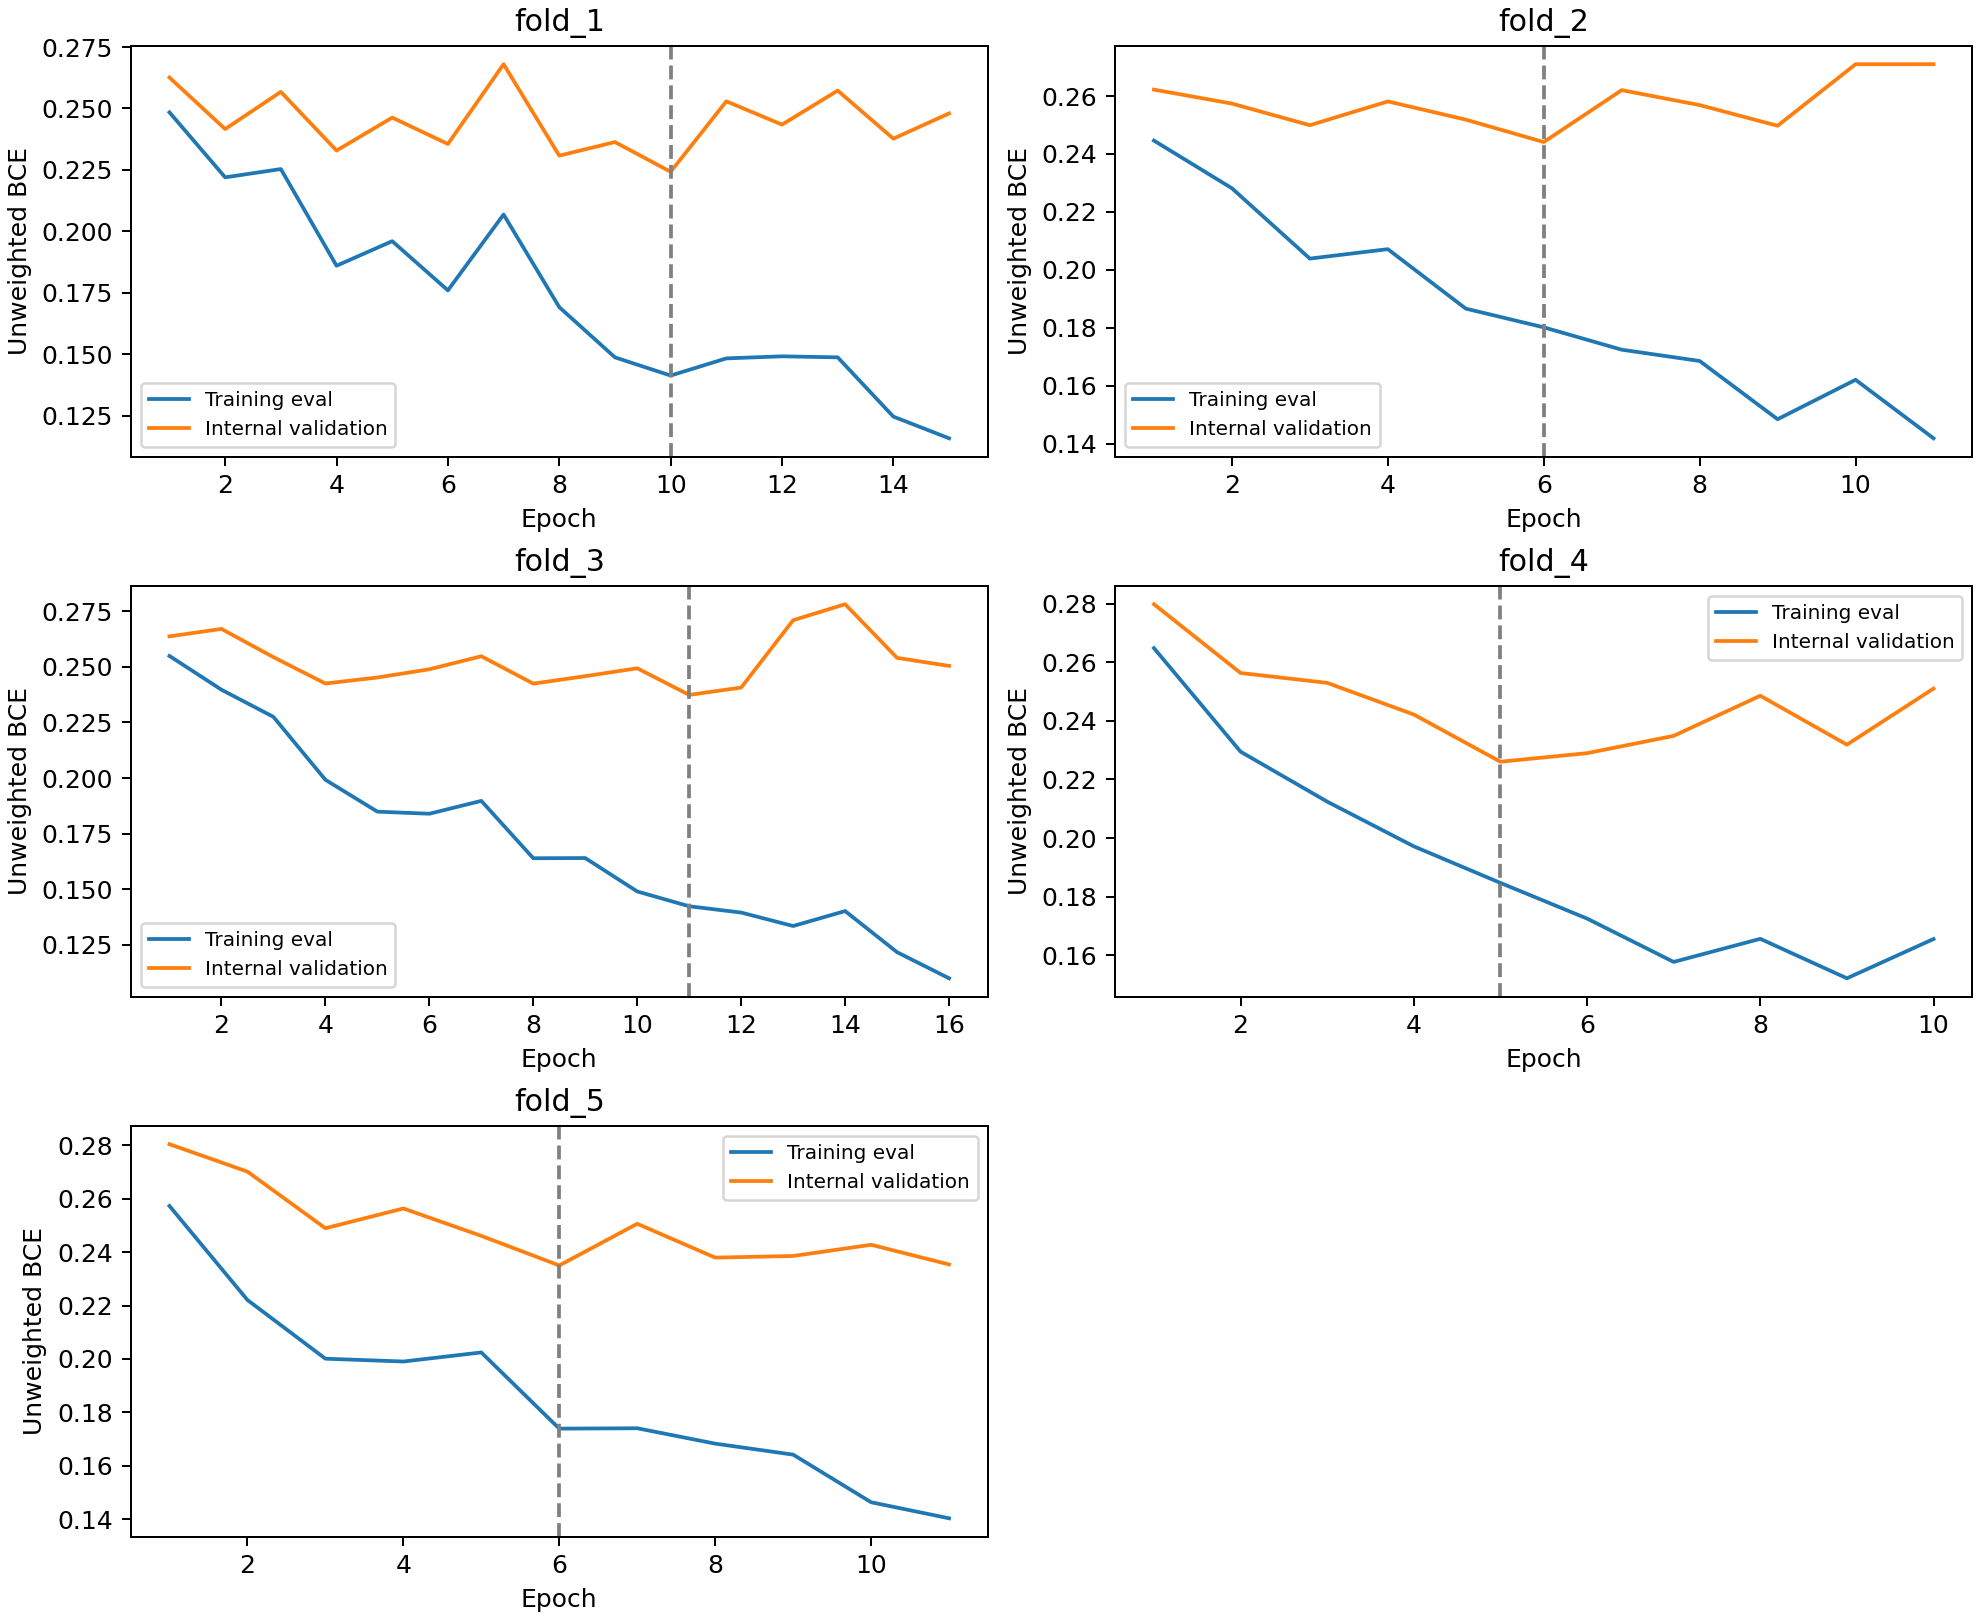 fold_1
Unweighted BCE
0.275
0.250
0.225
0.200
0.175
0.150
0.125
Training eval
Internal validation
2 4 6 8 10 12 14
Epoch
fold_2
Unweighted BCE
0.26
0.24
0.22
0.20
0.18
0.16
0.14
Training eval
Internal validation
2 4 6 8 10
Epoch
fold_3
Unweighted BCE
0.275
0.250
0.225
0.200
0.175
0.150
0.125
Training eval
Internal validation
2 4 6 8 10 12 14 16
Epoch
fold_4
Unweighted BCE
0.28
0.26
0.24
0.22
0.20
0.18
0.16
Training eval
Internal validation
2 4 6 8 10
Epoch
fold_5
Unweighted BCE
0.28
0.26
0.24
0.22
0.20
0.18
0.16
0.14
Training eval
Internal validation
2 4 6 8 10
Epoch